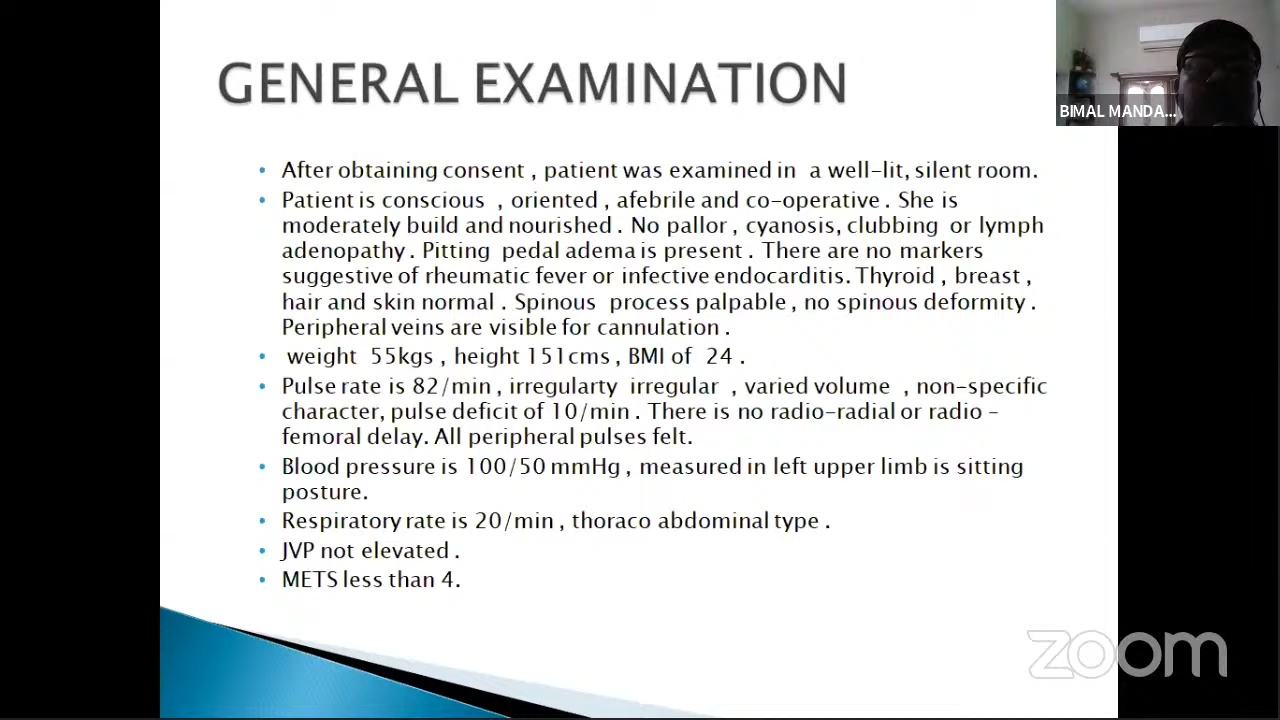 GENERAL EXAMINATION
BIMAL MANDA...
• After obtaining consent , patient was examined in a well-lit, silent room.
• Patient is conscious , oriented , afebrile and co-operative . She is
moderately build and nourished . No pallor , cyanosis, clubbing or lymph
adenopathy . Pitting pedal adema is present . There are no markers
suggestive of rheumatic fever or infective endocarditis. Thyroid , breast ,
hair and skin normal . Spinous process palpable , no spinous deformity .
Peripheral veins are visible for cannulation .
• weight 55kgs , height 151cms , BMI of 24 .
• Pulse rate is 82/min , irregularty irregular , varied volume , non-specific
character, pulse deficit of 10/min . There is no radio-radial or radio -
femoral delay. All peripheral pulses felt.
• Blood pressure is 100/50 mmHg , measured in left upper limb is sitting
posture.
• Respiratory rate is 20/min , thoraco abdominal type .
• JVP not elevated .
• METS less than 4.
zoom